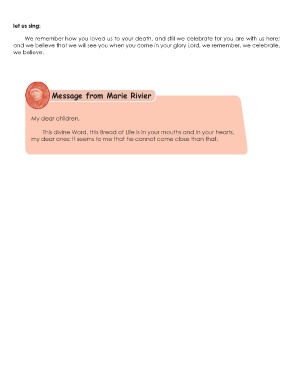 let us sing:
We remember how you loved us to your death, and still we celebrate for you are with us here;
and we believe that we will see you when you come in your glory Lord, we remember, we celebrate,
we believe.
Message from Marie Rivier
My dear children,
This divine Word, this Bread of Life is in your mouths and in your hearts,
my dear ones; it seems to me that he cannot come close than that.